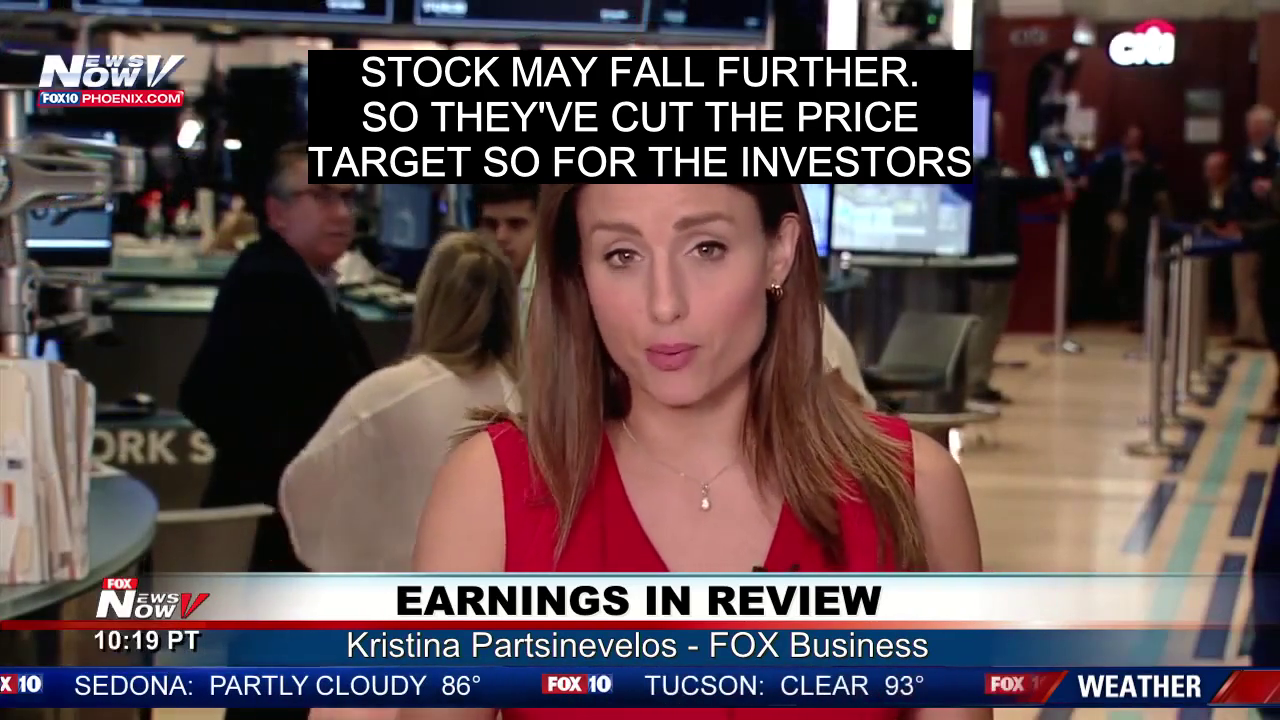 NEWS
NOW
FOX10 PHOENIX.COM
citi
STOCK MAY FALL FURTHER.
SO THEY'VE CUT THE PRICE
TARGET SO FOR THE INVESTORS
ORK S
FOX
NEWS
NOW
EARNINGS IN REVIEW
10:19 PT
Kristina Partsinevelos - FOX Business
X 10 SEDONA: PARTLY CLOUDY 86° FOX 10 TUCSON: CLEAR 93° FOX 1 WEATHER